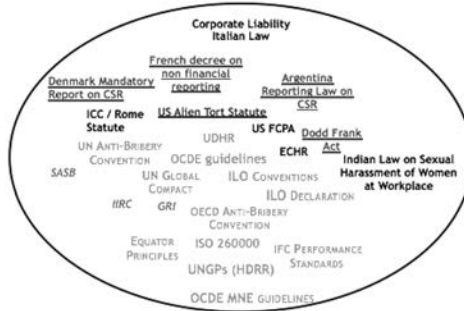 Corporate Liability
Italian Law
French decree on
non financial
reporting
Denmark Mandatory
Report on CSR
Argentina
Reporting Law on
CSR
ICC / Rome
Statute
US Alien Tort Statute
UDHR
US FCPA
Dodd Frank
Act
UN ANTI-BRIBERY
CONVENTION
OCDE guidelines
ECHR
Indian Law on Sexual
Harassment of Women
at Workplace
SASB
UN GLOBAL
COMPACT
ILO CONVENTIONS
IIRC
GRI
ILO DECLARATION
OECD ANTI-BRIBERY
CONVENTION
EQUATOR
PRINCIPLES
ISO 260000
IFC PERFORMANCE
STANDARDS
UNGPs (HDRR)
OCDE MNE GUIDELINES